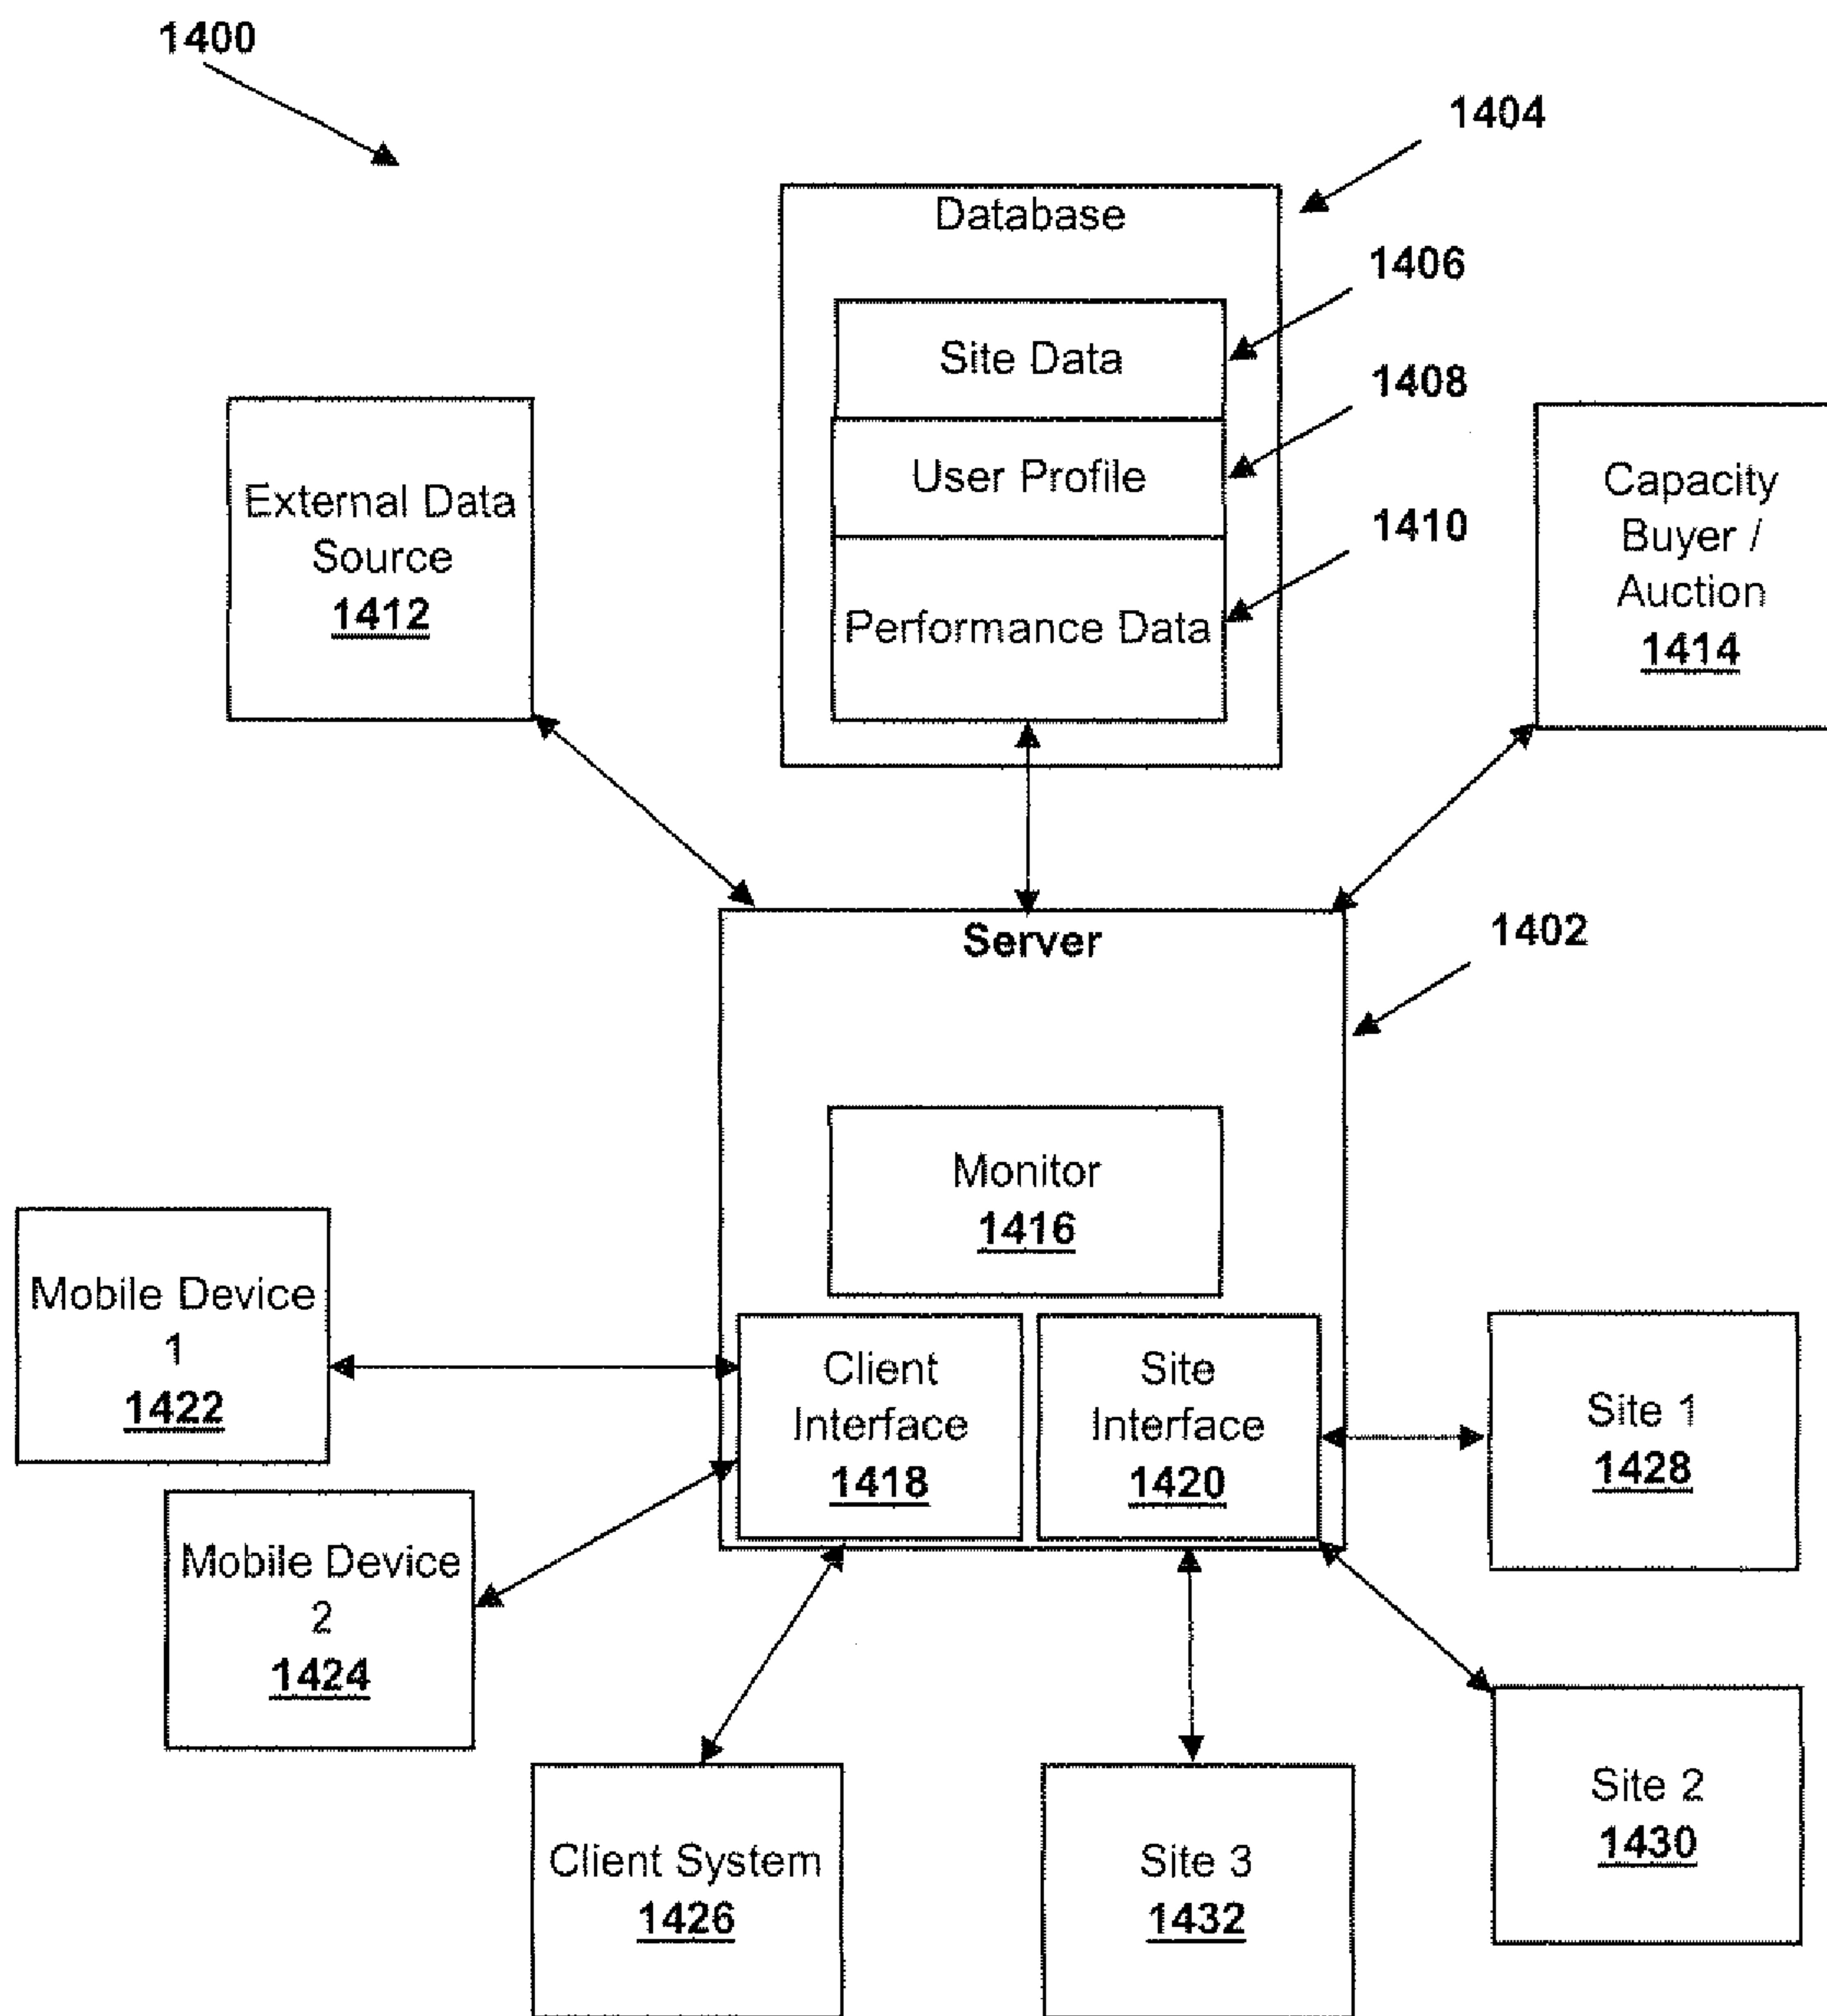 1400
1404
Database
1406
Site Data
1408
User Profile
1410
Performance Data
External Data
Source
1412
Capacity
Buyer /
Auction
1414
Server
1402
Monitor
1416
Mobile Device
1
1422
Client
Interface
1418
Site
Interface
1420
Site 1
1428
Mobile Device
2
1424
Client System
1426
Site 3
1432
Site 2
1430